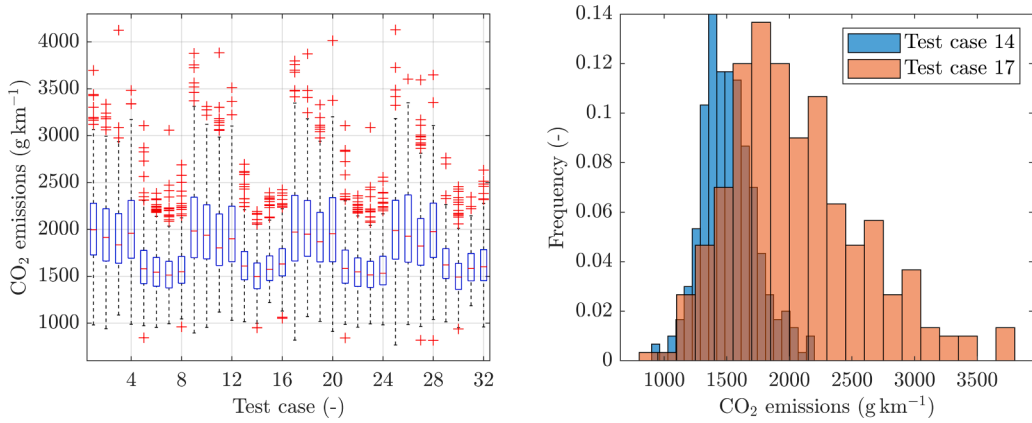 4000
3500
3000
2500
2000
1500
1000
CO₂ emissions (g km⁻¹)
4 8 12 16 20 24 28 32
Test case (-)
0.14
0.12
0.1
0.08
0.06
0.04
0.02
0
Frequency (-)
Test case 14
Test case 17
1000 1500 2000 2500 3000 3500
CO₂ emissions (g km⁻¹)